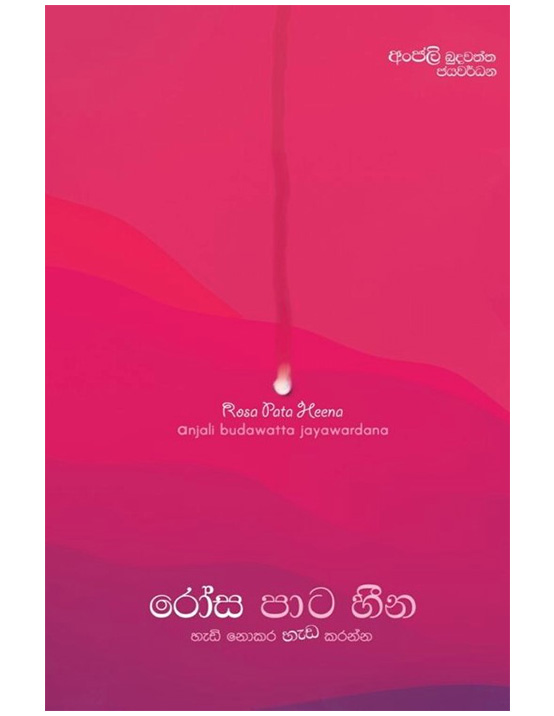 අංජලි බුදවත්ත
ජයවර්ධන
Rosa Pata Heena
anjali budawatta jayawardana
රෝස පාට හීන
හැඩි නොකර හැඩ කරන්න